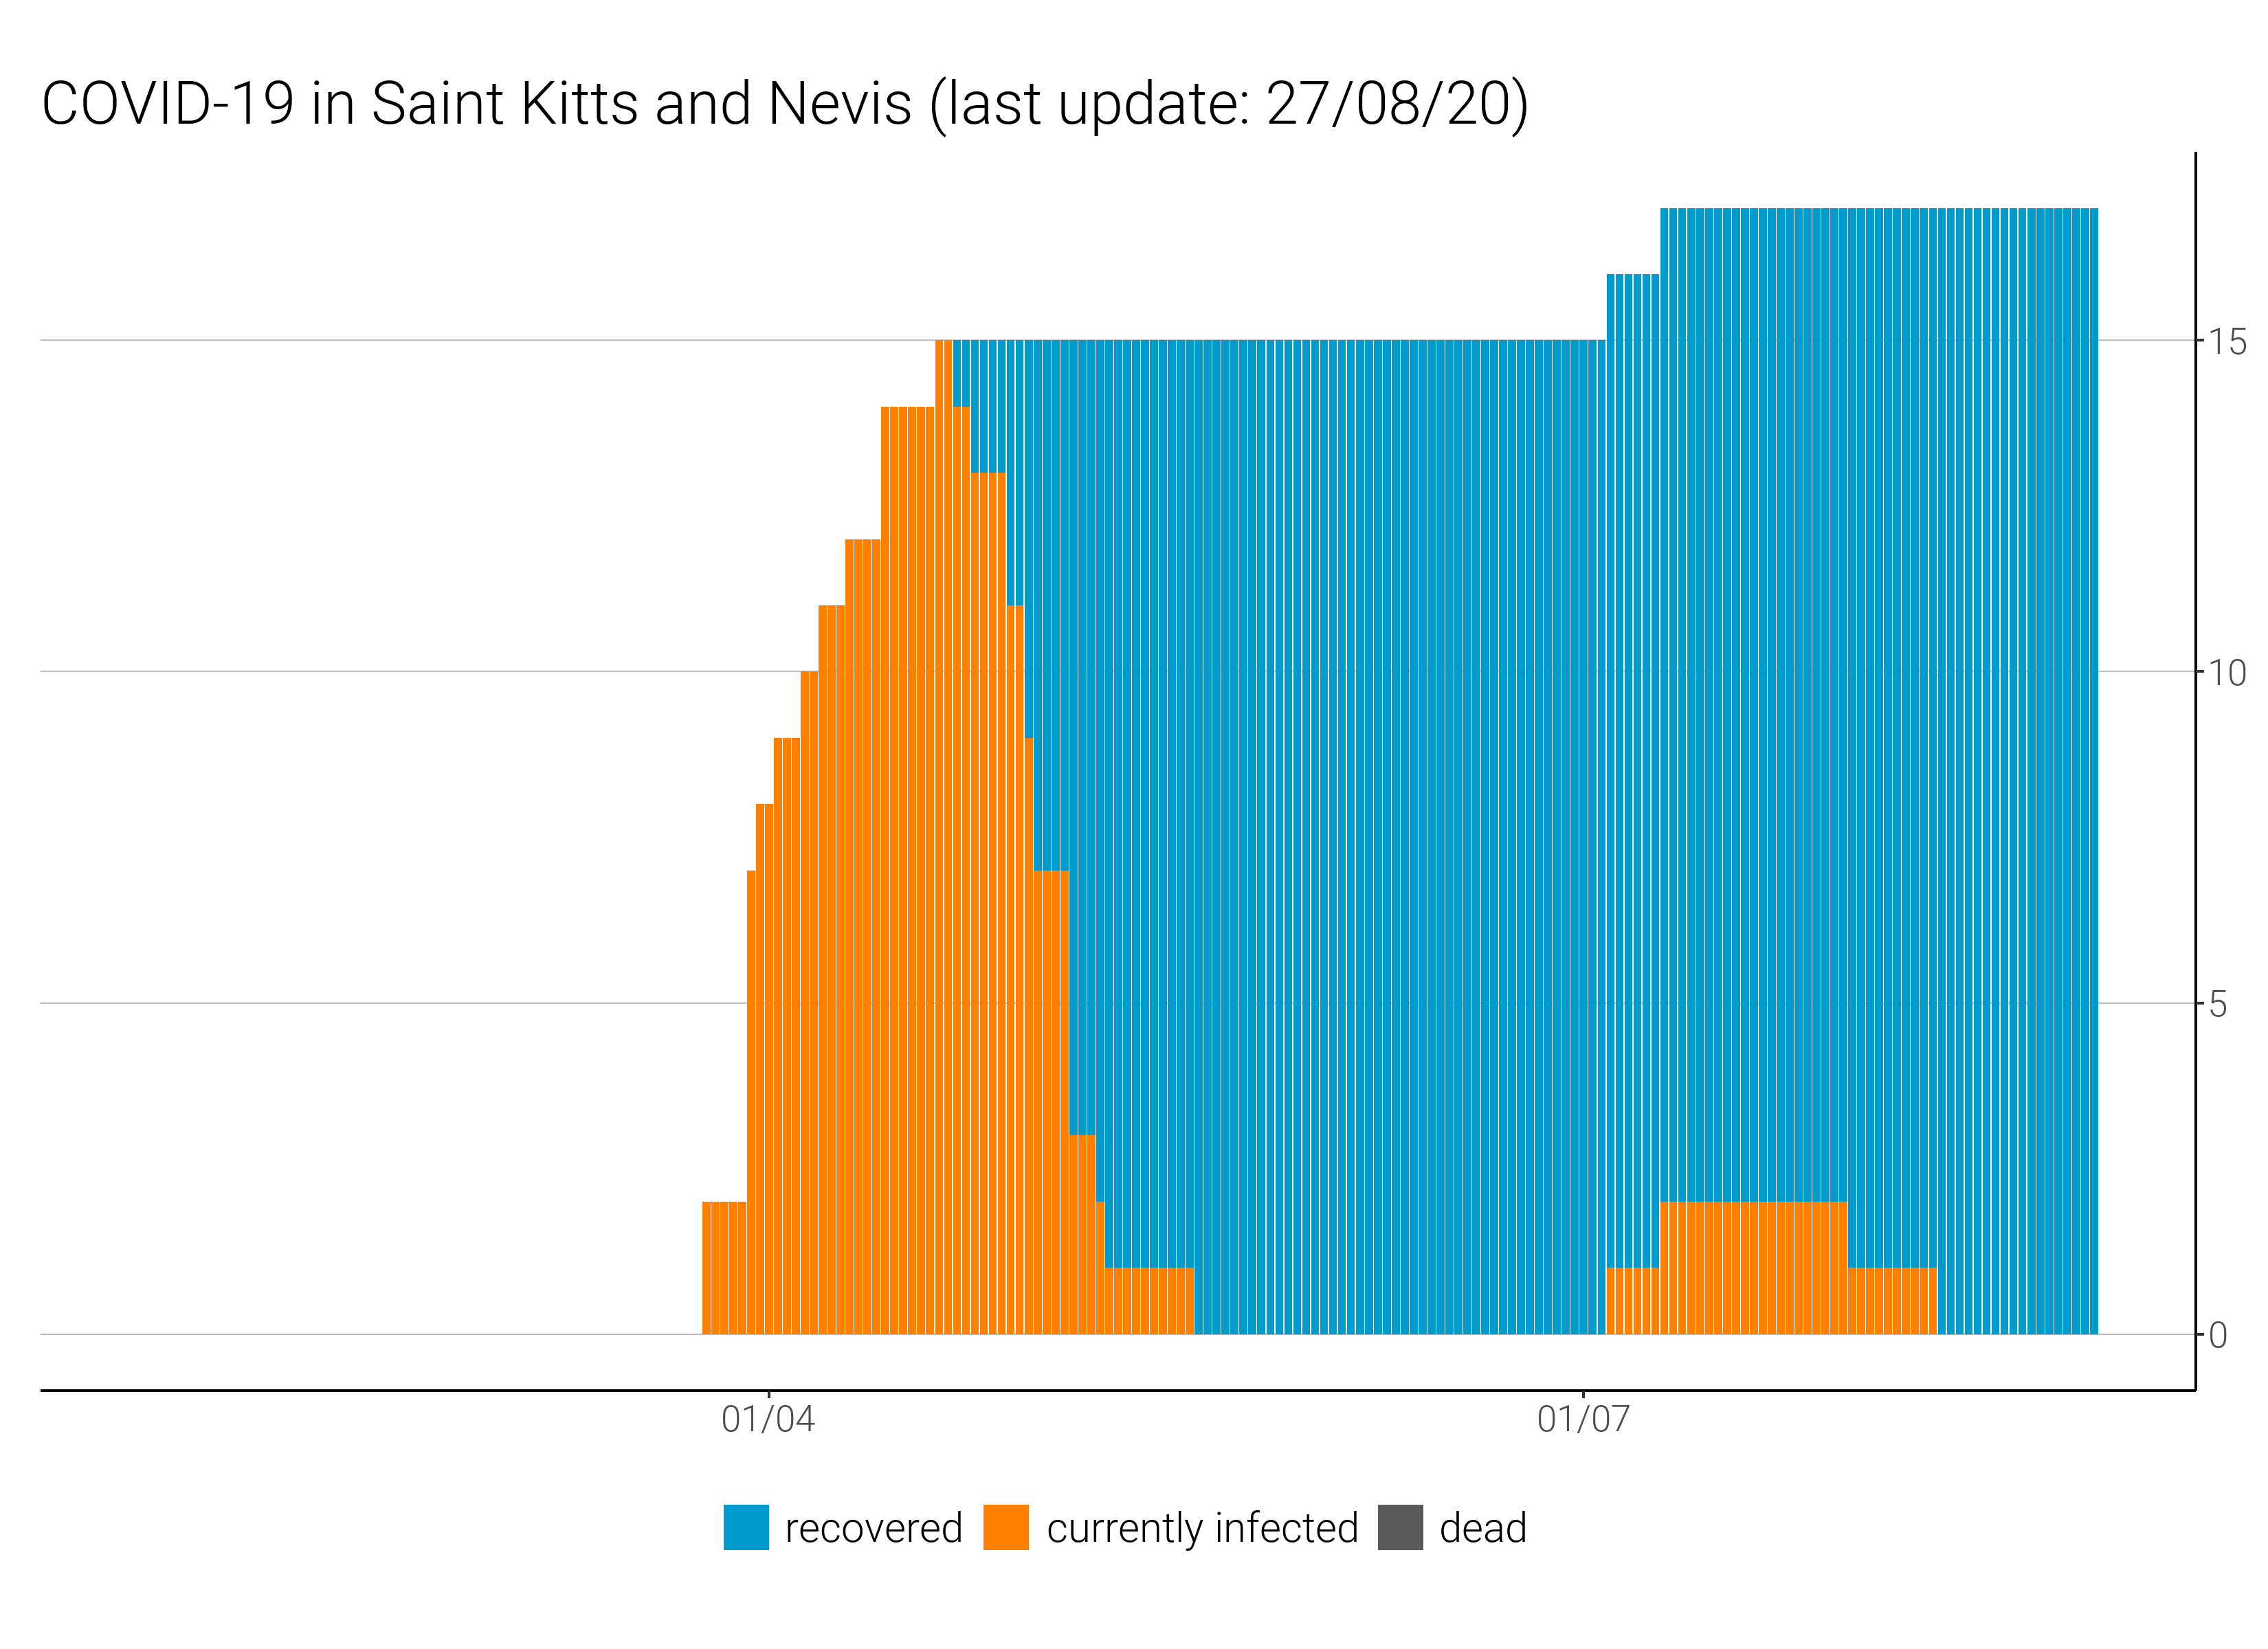 COVID-19 in Saint Kitts and Nevis (last update: 27/08/20)
15
10
5
0
01/04 01/07
recovered currently infected dead